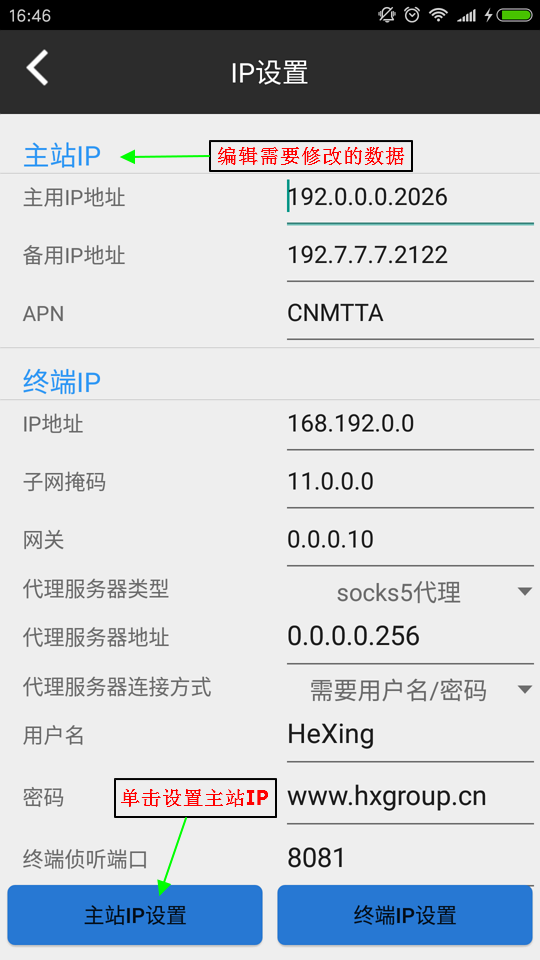 16:46
IP设置
主站IP
编辑需要修改的数据
主用IP地址
192.0.0.0.2026
备用IP地址
192.7.7.7.2122
APN
CNMTTA
终端IP
IP地址
168.192.0.0
子网掩码
11.0.0.0
网关
0.0.0.10
代理服务器类型
socks5代理
代理服务器地址
0.0.0.0.256
代理服务器连接方式
需要用户名/密码
用户名
HeXing
密码
单击设置主站IP
www.hxgroup.cn
终端侦听端口
8081
主站IP设置
终端IP设置